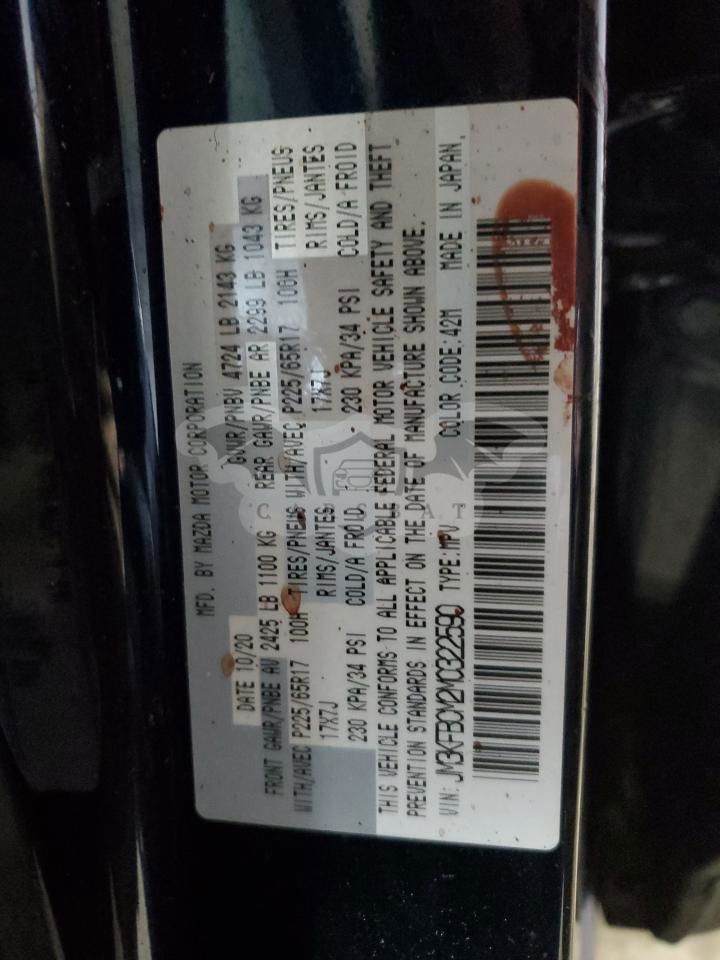 MFD. BY MAZDA MOTOR CORPORATION
DATE 10/20 GVWR/PNBV 4724 LB 2143 KG
FRONT GAWR/PNBE AV 2425 LB 1100 KG REAR GAWR/PNBE AR 2299 LB 1043 KG
WITH/AVEC P225/65R17 100H TIRES/PNEUS WITH/AVEC P225/65R17 100H TIRES/PNEUS
17X7J RIMS/JANTES 17X7J RIMS/JANTES
230 KPA/34 PSI COLD/A FROID 230 KPA/34 PSI COLD/A FROID
THIS VEHICLE CONFORMS TO ALL APPLICABLE FEDERAL MOTOR VEHICLE SAFETY AND THEFT
PREVENTION STANDARDS IN EFFECT ON THE DATE OF MANUFACTURE SHOWN ABOVE.
VIN: JM3KFBCM2M0322590 TYPE:MPV COLOR CODE:42M MADE IN JAPAN.